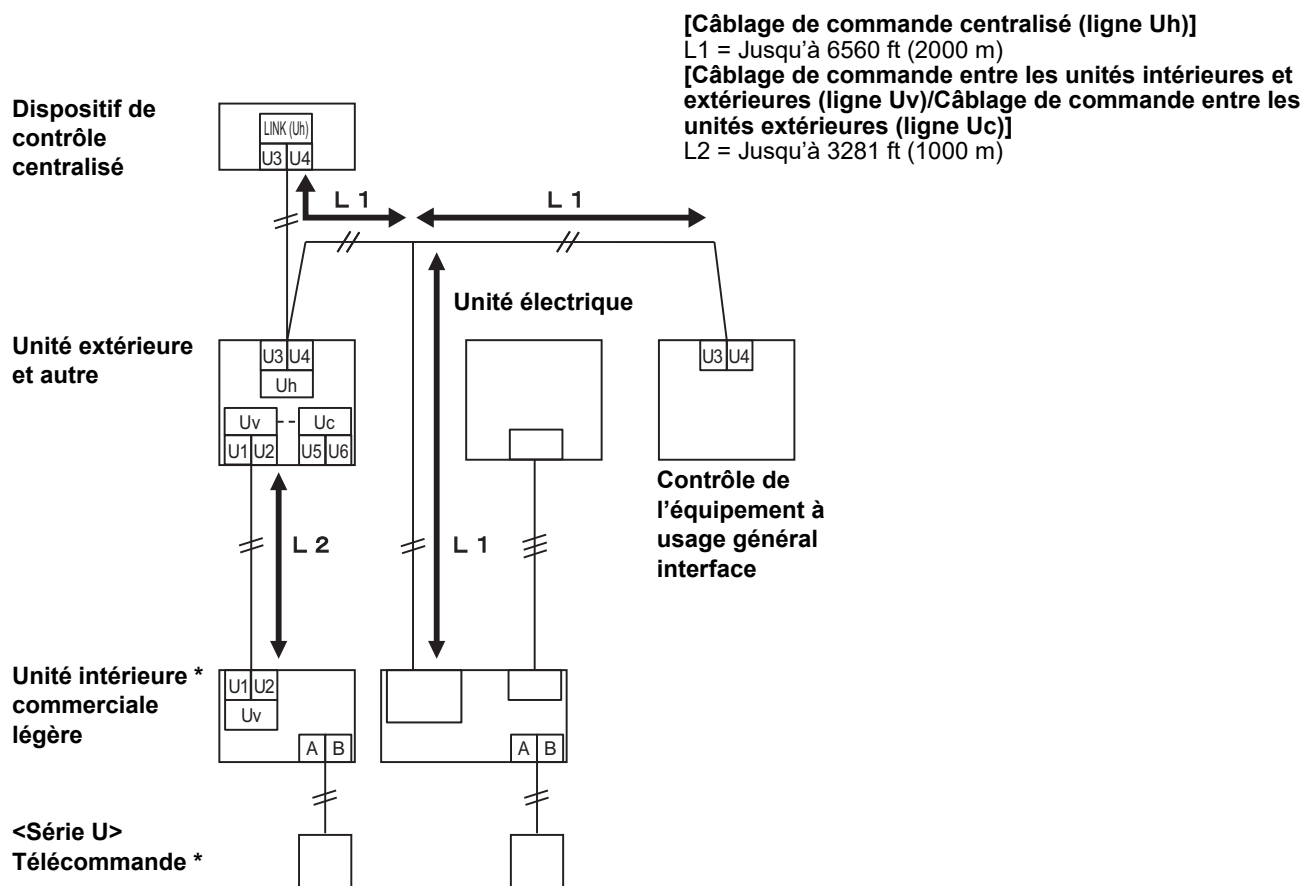 [Câblage de commande centralisé (ligne Uh)]
L1 = Jusqu’à 6560 ft (2000 m)
[Câblage de commande entre les unités intérieures et
extérieures (ligne Uv)/Câblage de commande entre les
unités extérieures (ligne Uc)]
L2 = Jusqu’à 3281 ft (1000 m)
Dispositif de
contrôle
centralisé
LINK (Uh)
U3 U4
L 1
L 1
Unité électrique
Unité extérieure
et autre
U3 U4
Uh
Uv
Uc
U1 U2
U5 U6
U3 U4
Contrôle de
l’équipement à
usage général
interface
L 2
L 1
Unité intérieure *
commerciale
légère
U1 U2
Uv
A B
A B
<Série U>
Télécommande *